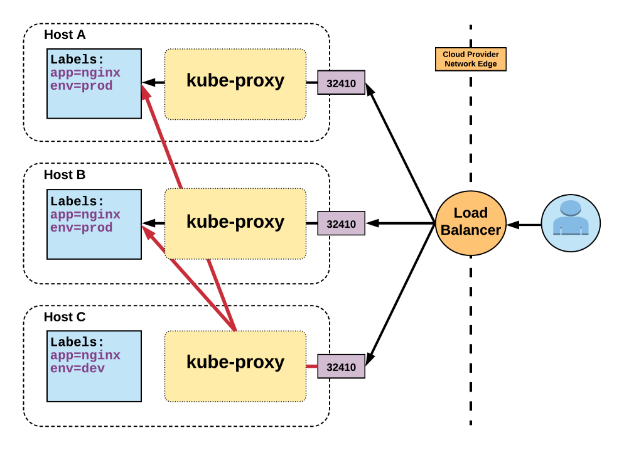 Host A
Labels:
app=nginx
env=prod
kube-proxy
32410
Cloud Provider
Network Edge
Host B
Labels:
app=nginx
env=prod
kube-proxy
32410
Load
Balancer
Host C
Labels:
app=nginx
env=dev
kube-proxy
32410